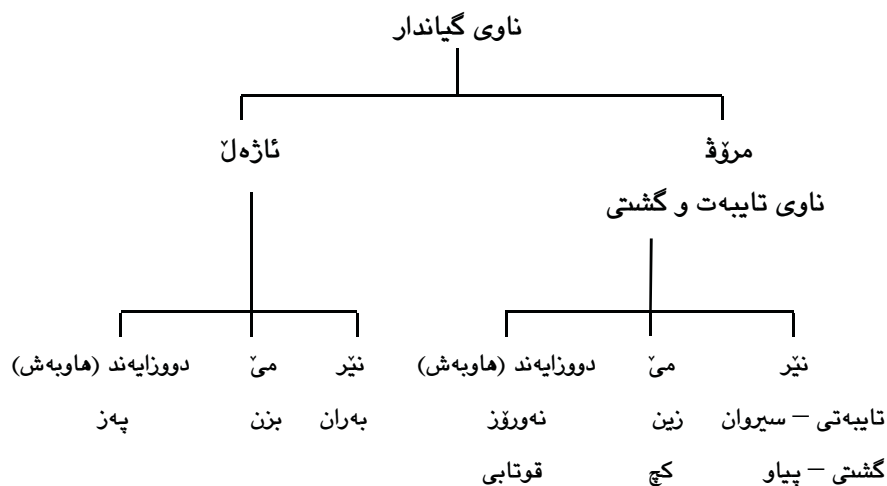 ناوی گیاندار
مرۆڤ ئاژەڵ
ناوی تایبەت و گشتی
نێر مێ دووزایەند (هاوبەش) نێر مێ دووزایەند (هاوبەش)
تایبەتی – سیروان زین نەورۆز بەران بزن پەز
گشتی – پیاو کچ قوتابی